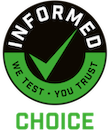 INFORMED
WE TEST • YOU TRUST
CHOICE